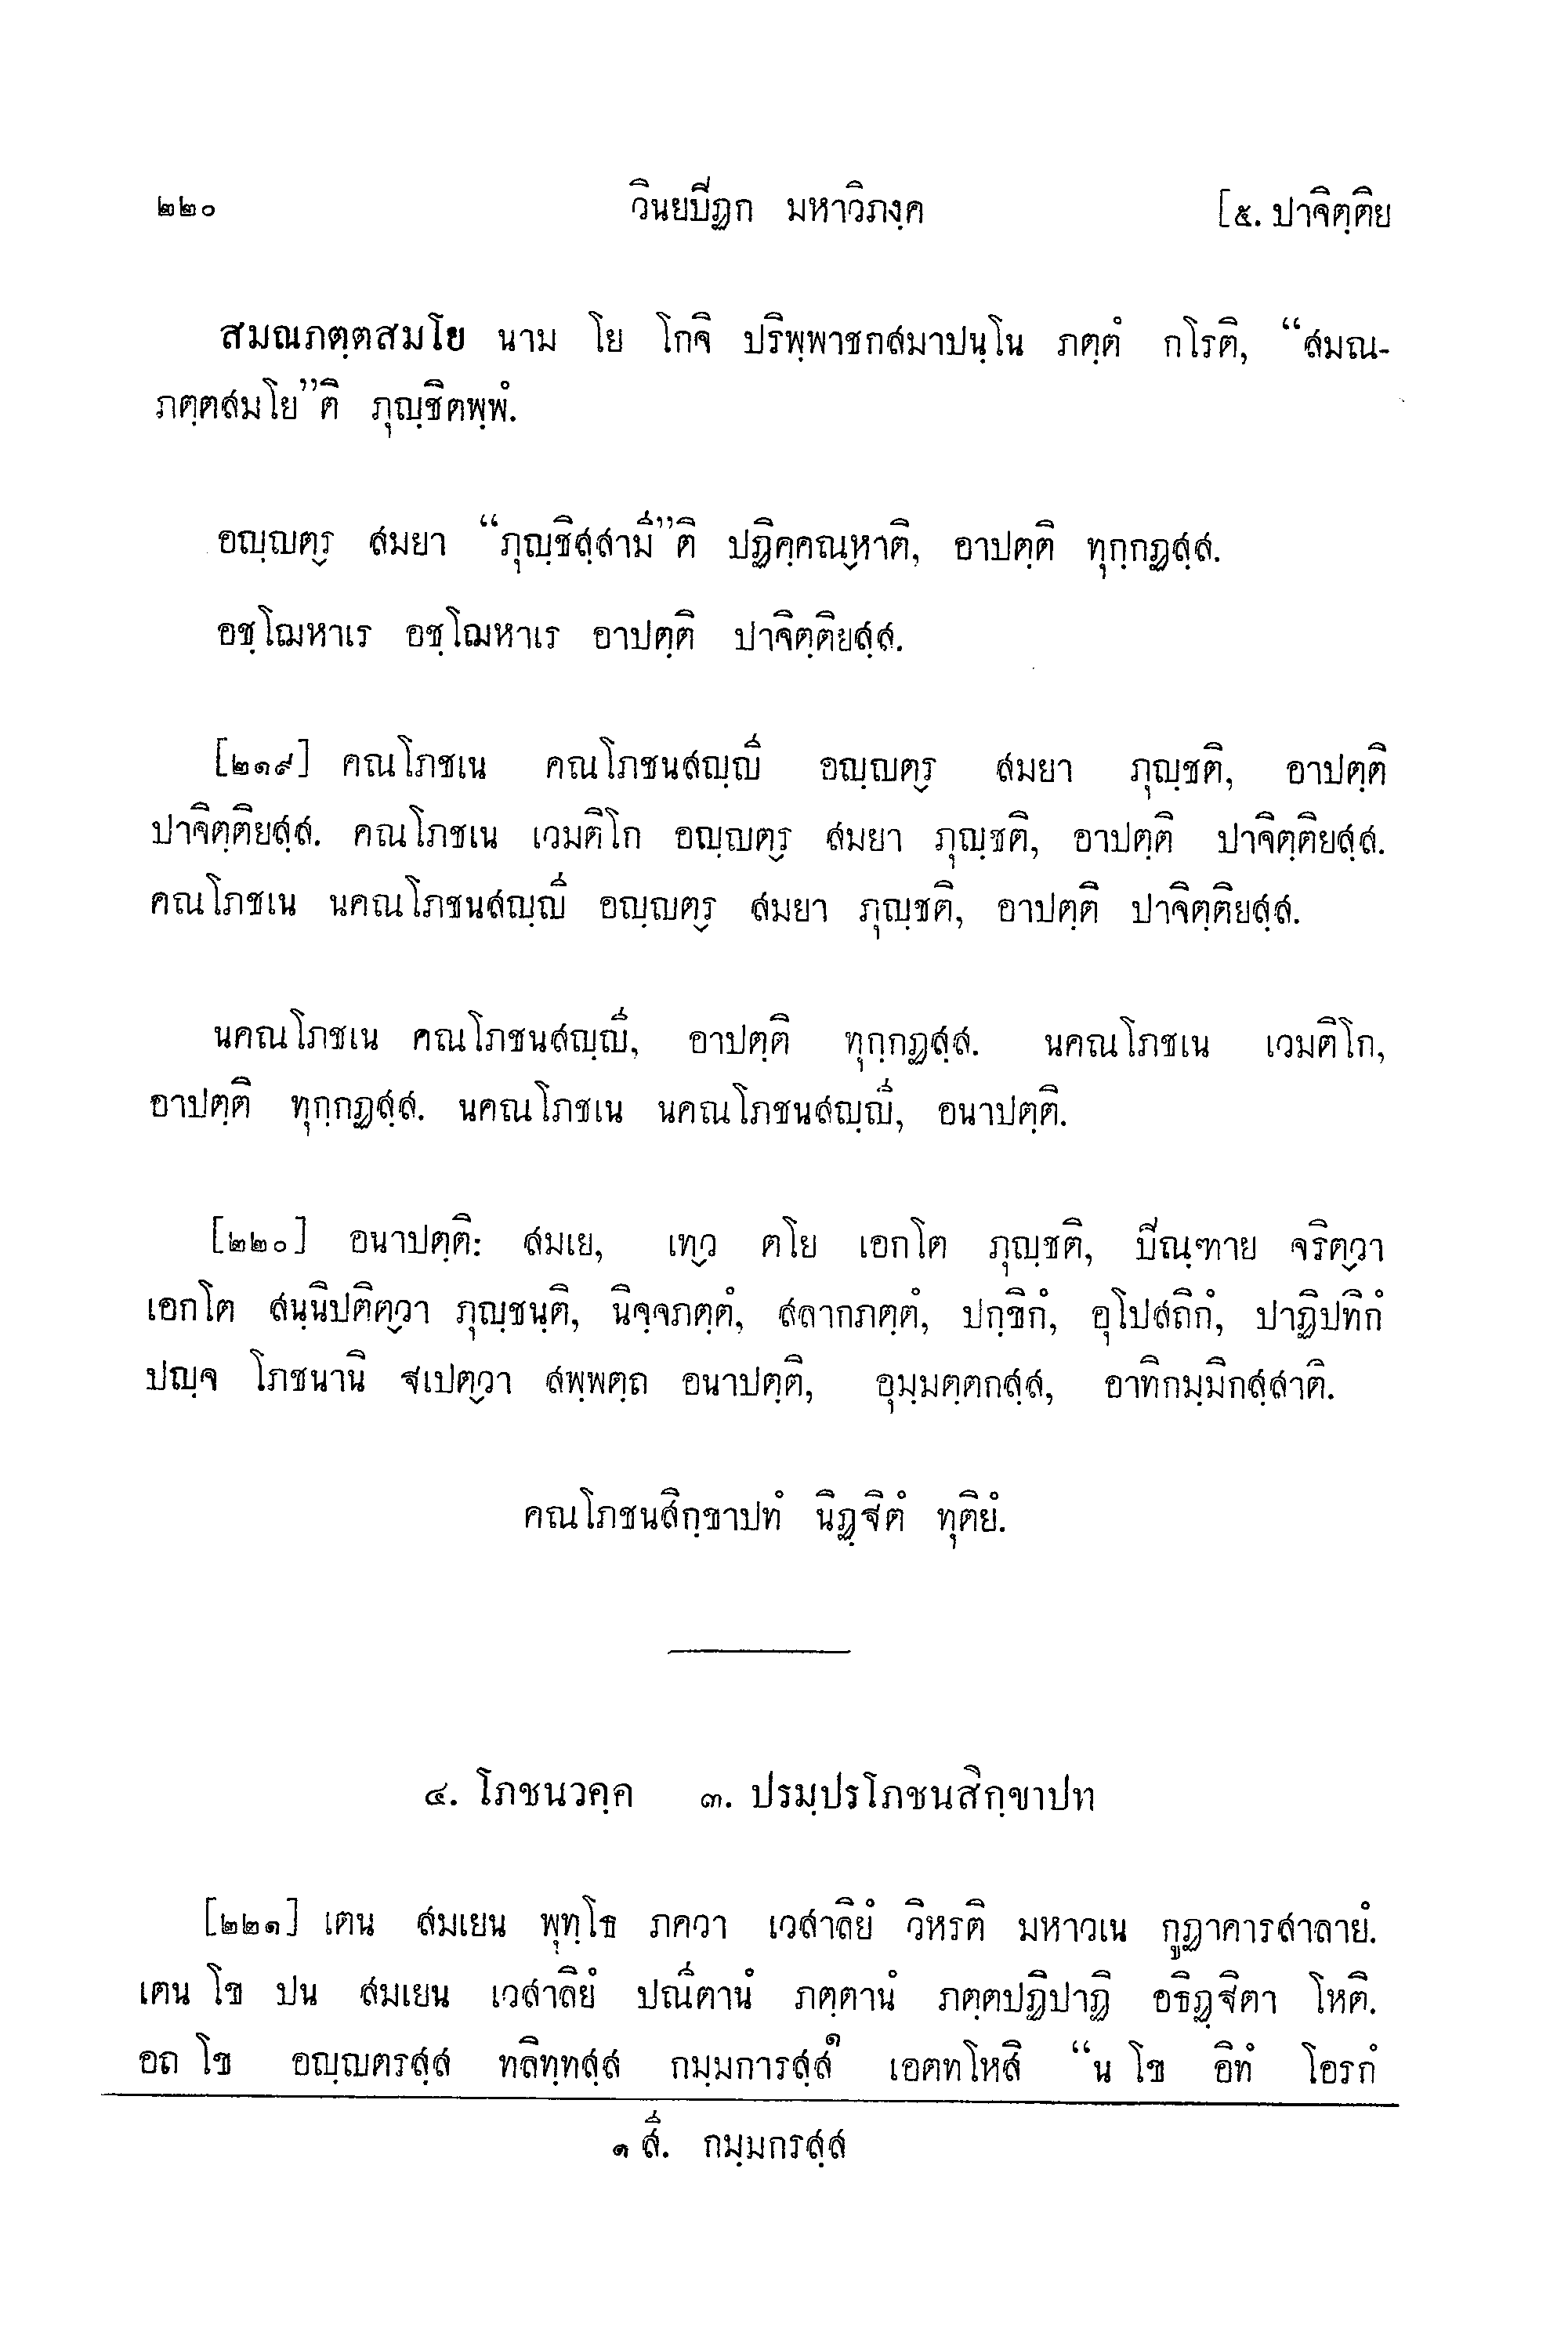 ๒๒๐ วินยปิฏก มหาวิภงฺค [๕. ปาจิตฺติย
สมณภตฺตสมโย นาม โย โกจิ ปริพฺพาชกสมาปนฺโน ภตฺตํ กโรติ, “สมณ-
ภตฺตสมโย”ติ ภุญฺชิตพฺพํ.
อญฺญตฺร สมยา “ภุญฺชิสฺสามี”ติ ปฏิคฺคณฺหาติ, อาปตฺติ ทุกฺกฏสฺส.
อชฺโฌหาเร อชฺโฌหาเร อาปตฺติ ปาจิตฺติยสฺส.
[๒๑๙] คณโภชเน คณโภชนสญฺญี อญฺญตฺร สมยา ภุญฺชติ, อาปตฺติ
ปาจิตฺติยสฺส. คณโภชเน เวมติโก อญฺญตฺร สมยา ภุญฺชติ, อาปตฺติ ปาจิตฺติยสฺส.
คณโภชเน นคณโภชนสญฺญี อญฺญตฺร สมยา ภุญฺชติ, อาปตฺติ ปาจิตฺติยสฺส.
นคณโภชเน คณโภชนสญฺญี, อาปตฺติ ทุกฺกฏสฺส. นคณโภชเน เวมติโก,
อาปตฺติ ทุกฺกฏสฺส. นคณโภชเน นคณโภชนสญฺญี, อนาปตฺติ.
[๒๒๐] อนาปตฺติ: สมเย, เทฺว ตโย เอกโต ภุญฺชติ, ปิณฺฑาย จริตฺวา
เอกโต สนฺนิปติตฺวา ภุญฺชนฺติ, นิจฺจภตฺตํ, สลากภตฺตํ, ปกฺขิกํ, อุโปสถิกํ, ปาฏิปทิกํ
ปญฺจ โภชนานิ ฐเปตฺวา สพฺพตฺถ อนาปตฺติ, อุมฺมตฺตกสฺส, อาทิกมฺมิกสฺสาติ.
คณโภชนสิกฺขาปทํ นิฏฺฐิตํ ทุติยํ.
๔. โภชนวคฺค ๓. ปรมฺปรโภชนสิกฺขาปท
[๒๒๑] เตน สมเยน พุทฺโธ ภควา เวสาลิยํ วิหรติ มหาวเน กูฏาคารสาลายํ.
เตน โข ปน สมเยน เวสาลิยํ ปณีตานํ ภตฺตานํ ภตฺตปฏิปาฏิ อธิฏฺฐิตา โหติ.
อถ โข อญฺญตรสฺส ทลิทฺทสฺส กมฺมการสฺส๑ เอตทโหสิ “น โข อิทํ โอรกํ
๑ สี. กมฺมกรสฺส